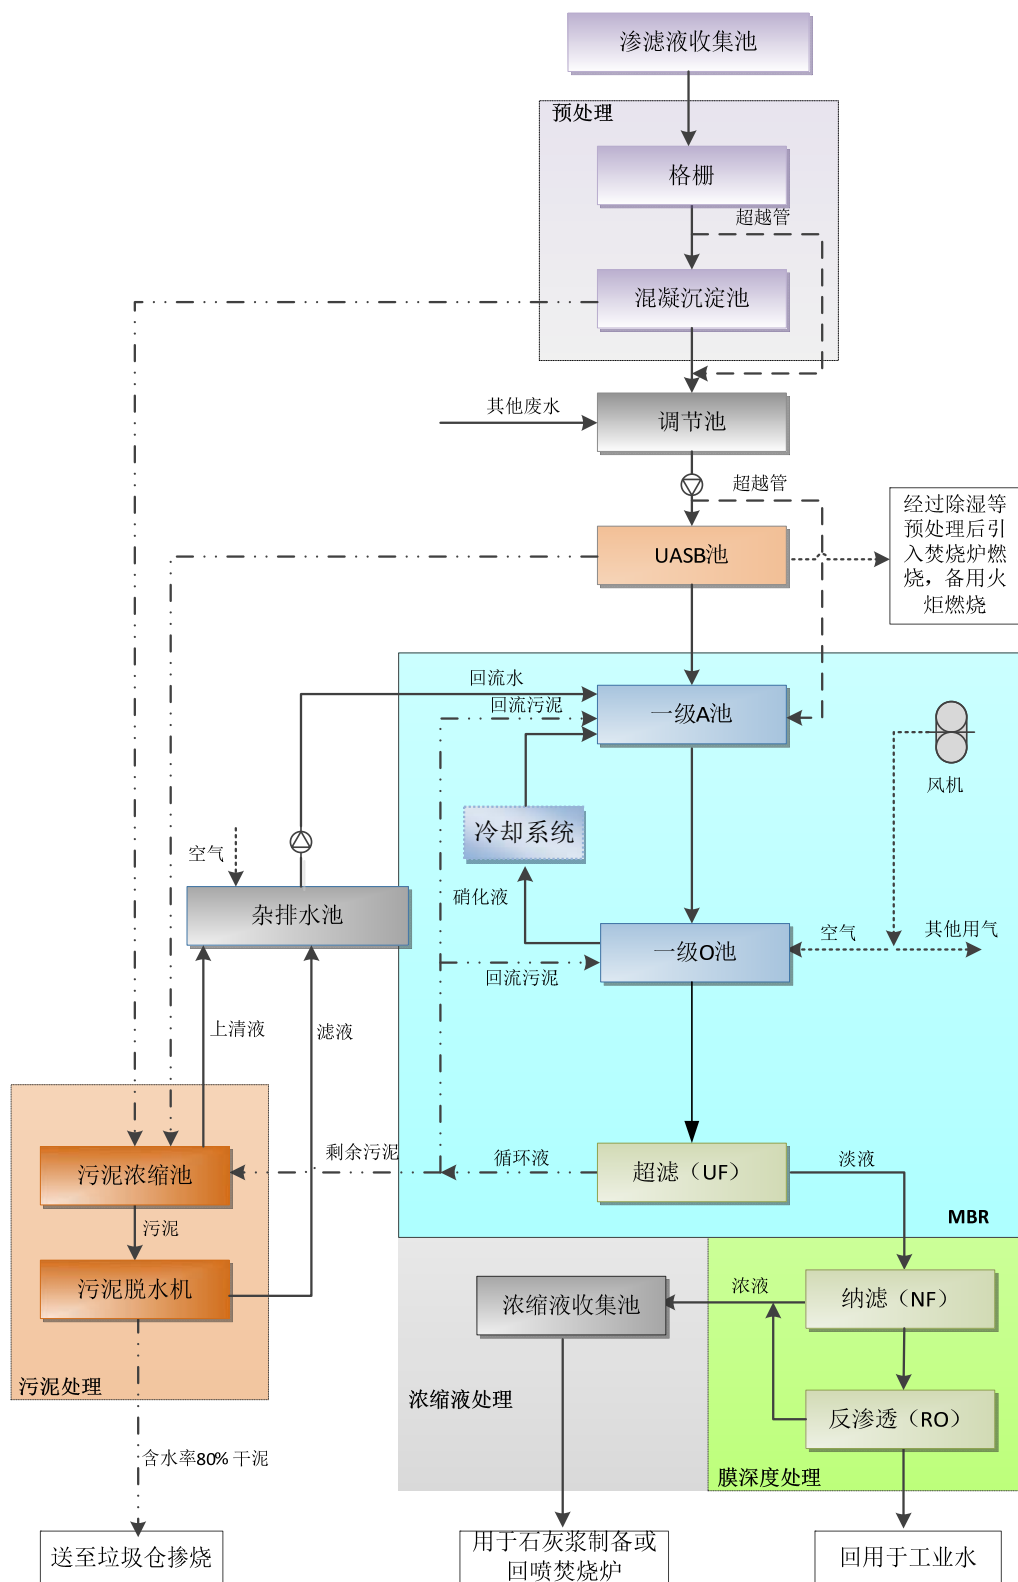 渗滤液收集池
预处理
格栅
超越管
混凝沉淀池
其他废水
调节池
超越管
UASB池
经过除湿等
预处理后引
入焚烧炉燃
烧，备用火
炬燃烧
回流水
回流污泥
一级A池
风机
冷却系统
空气
硝化液
杂排水池
一级O池
空气
其他用气
回流污泥
上清液
滤液
剩余污泥
循环液
超滤（UF）
淡液
污泥浓缩池
MBR
污泥
污泥脱水机
浓缩液收集池
浓液
纳滤（NF）
污泥处理
浓缩液处理
反渗透（RO）
膜深度处理
含水率80% 干泥
送至垃圾仓掺烧
用于石灰浆制备或
回喷焚烧炉
回用于工业水